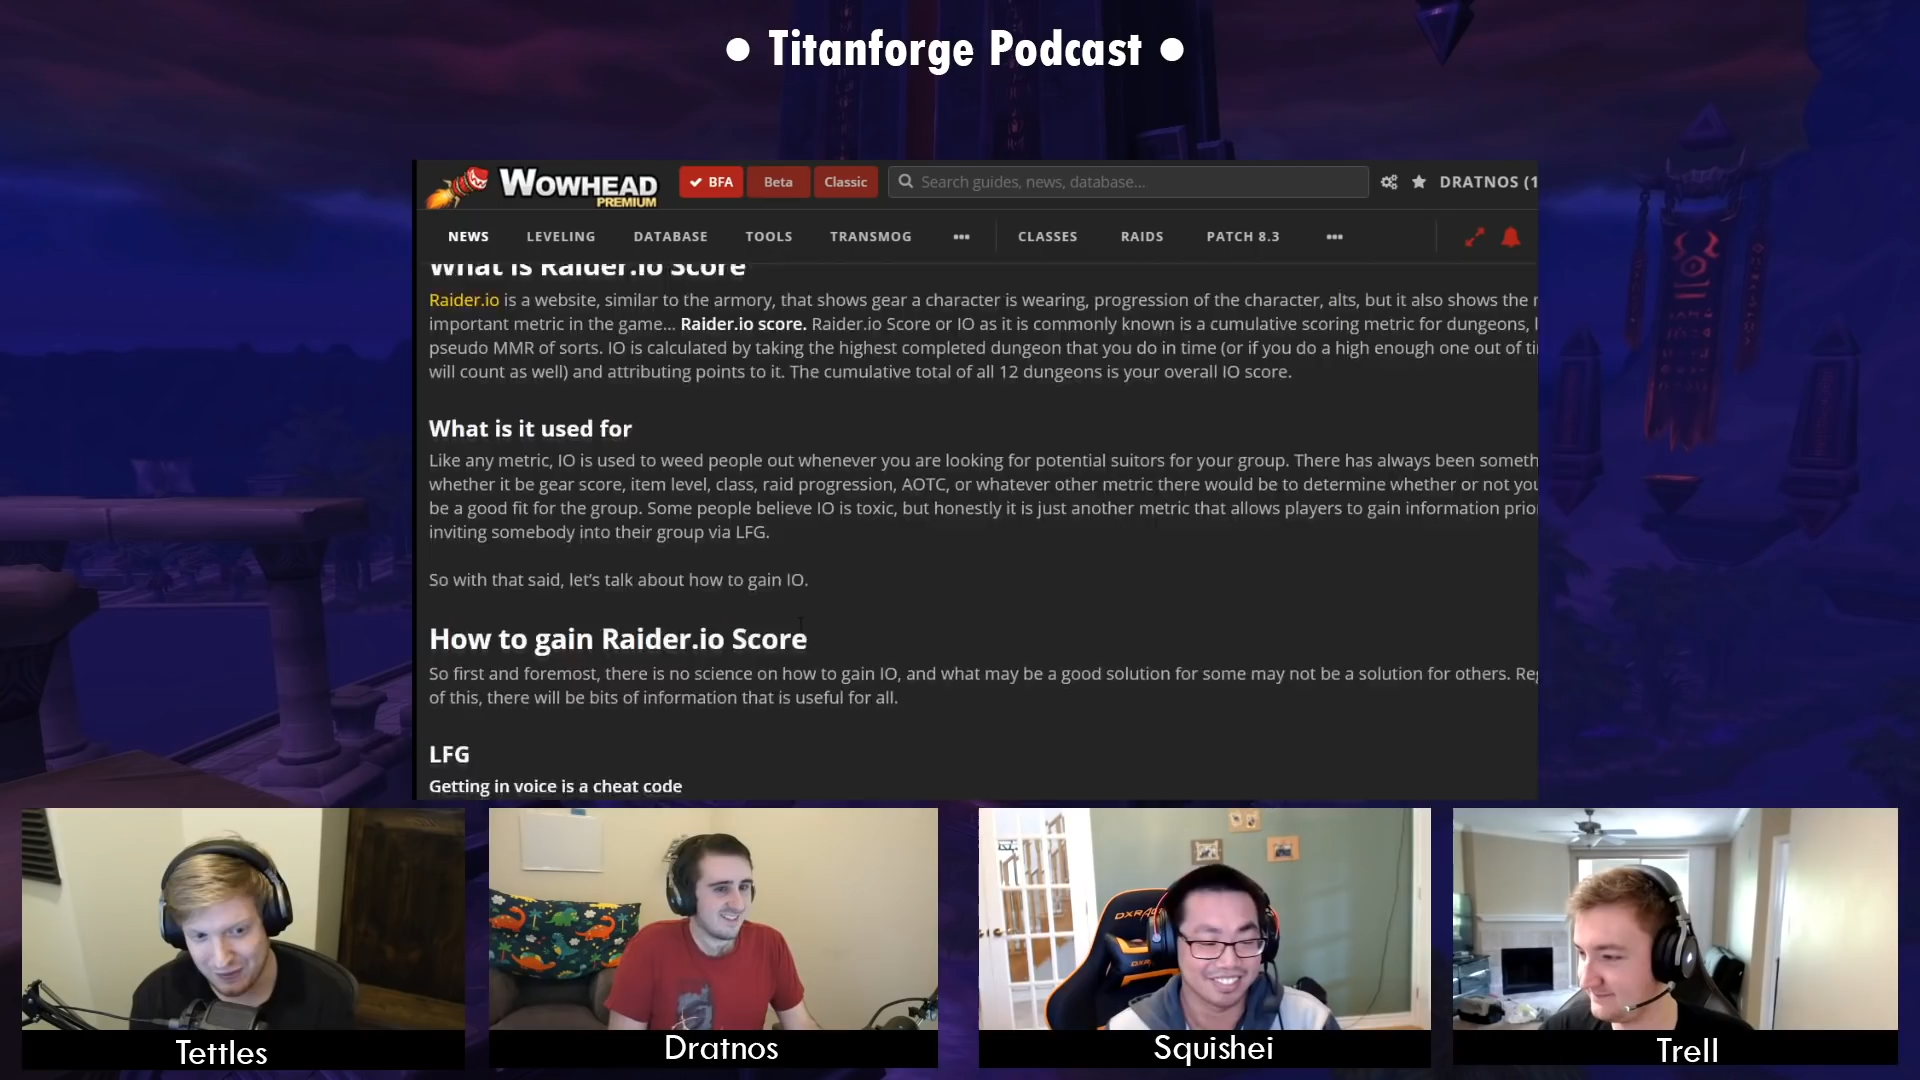 ● Titanforge Podcast ●
WOWHEAD
PREMIUM
BFA Beta Classic Search guides, news, database... DRATNOS (1
NEWS LEVELING DATABASE TOOLS TRANSMOG ••• CLASSES RAIDS PATCH 8.3 •••
What is Raider.io Score
Raider.io is a website, similar to the armory, that shows gear a character is wearing, progression of the character, alts, but it also shows the
important metric in the game... Raider.io score. Raider.io Score or IO as it is commonly known is a cumulative scoring metric for dungeons,
pseudo MMR of sorts. IO is calculated by taking the highest completed dungeon that you do in time (or if you do a high enough one out of ti
will count as well) and attributing points to it. The cumulative total of all 12 dungeons is your overall IO score.
What is it used for
Like any metric, IO is used to weed people out whenever you are looking for potential suitors for your group. There has always been someth
whether it be gear score, item level, class, raid progression, AOTC, or whatever other metric there would be to determine whether or not you
be a good fit for the group. Some people believe IO is toxic, but honestly it is just another metric that allows players to gain information prio
inviting somebody into their group via LFG.
So with that said, let's talk about how to gain IO.
How to gain Raider.io Score
So first and foremost, there is no science on how to gain IO, and what may be a good solution for some may not be a solution for others. Reg
of this, there will be bits of information that is useful for all.
LFG
Getting in voice is a cheat code
Tettles Dratnos Squishei Trell